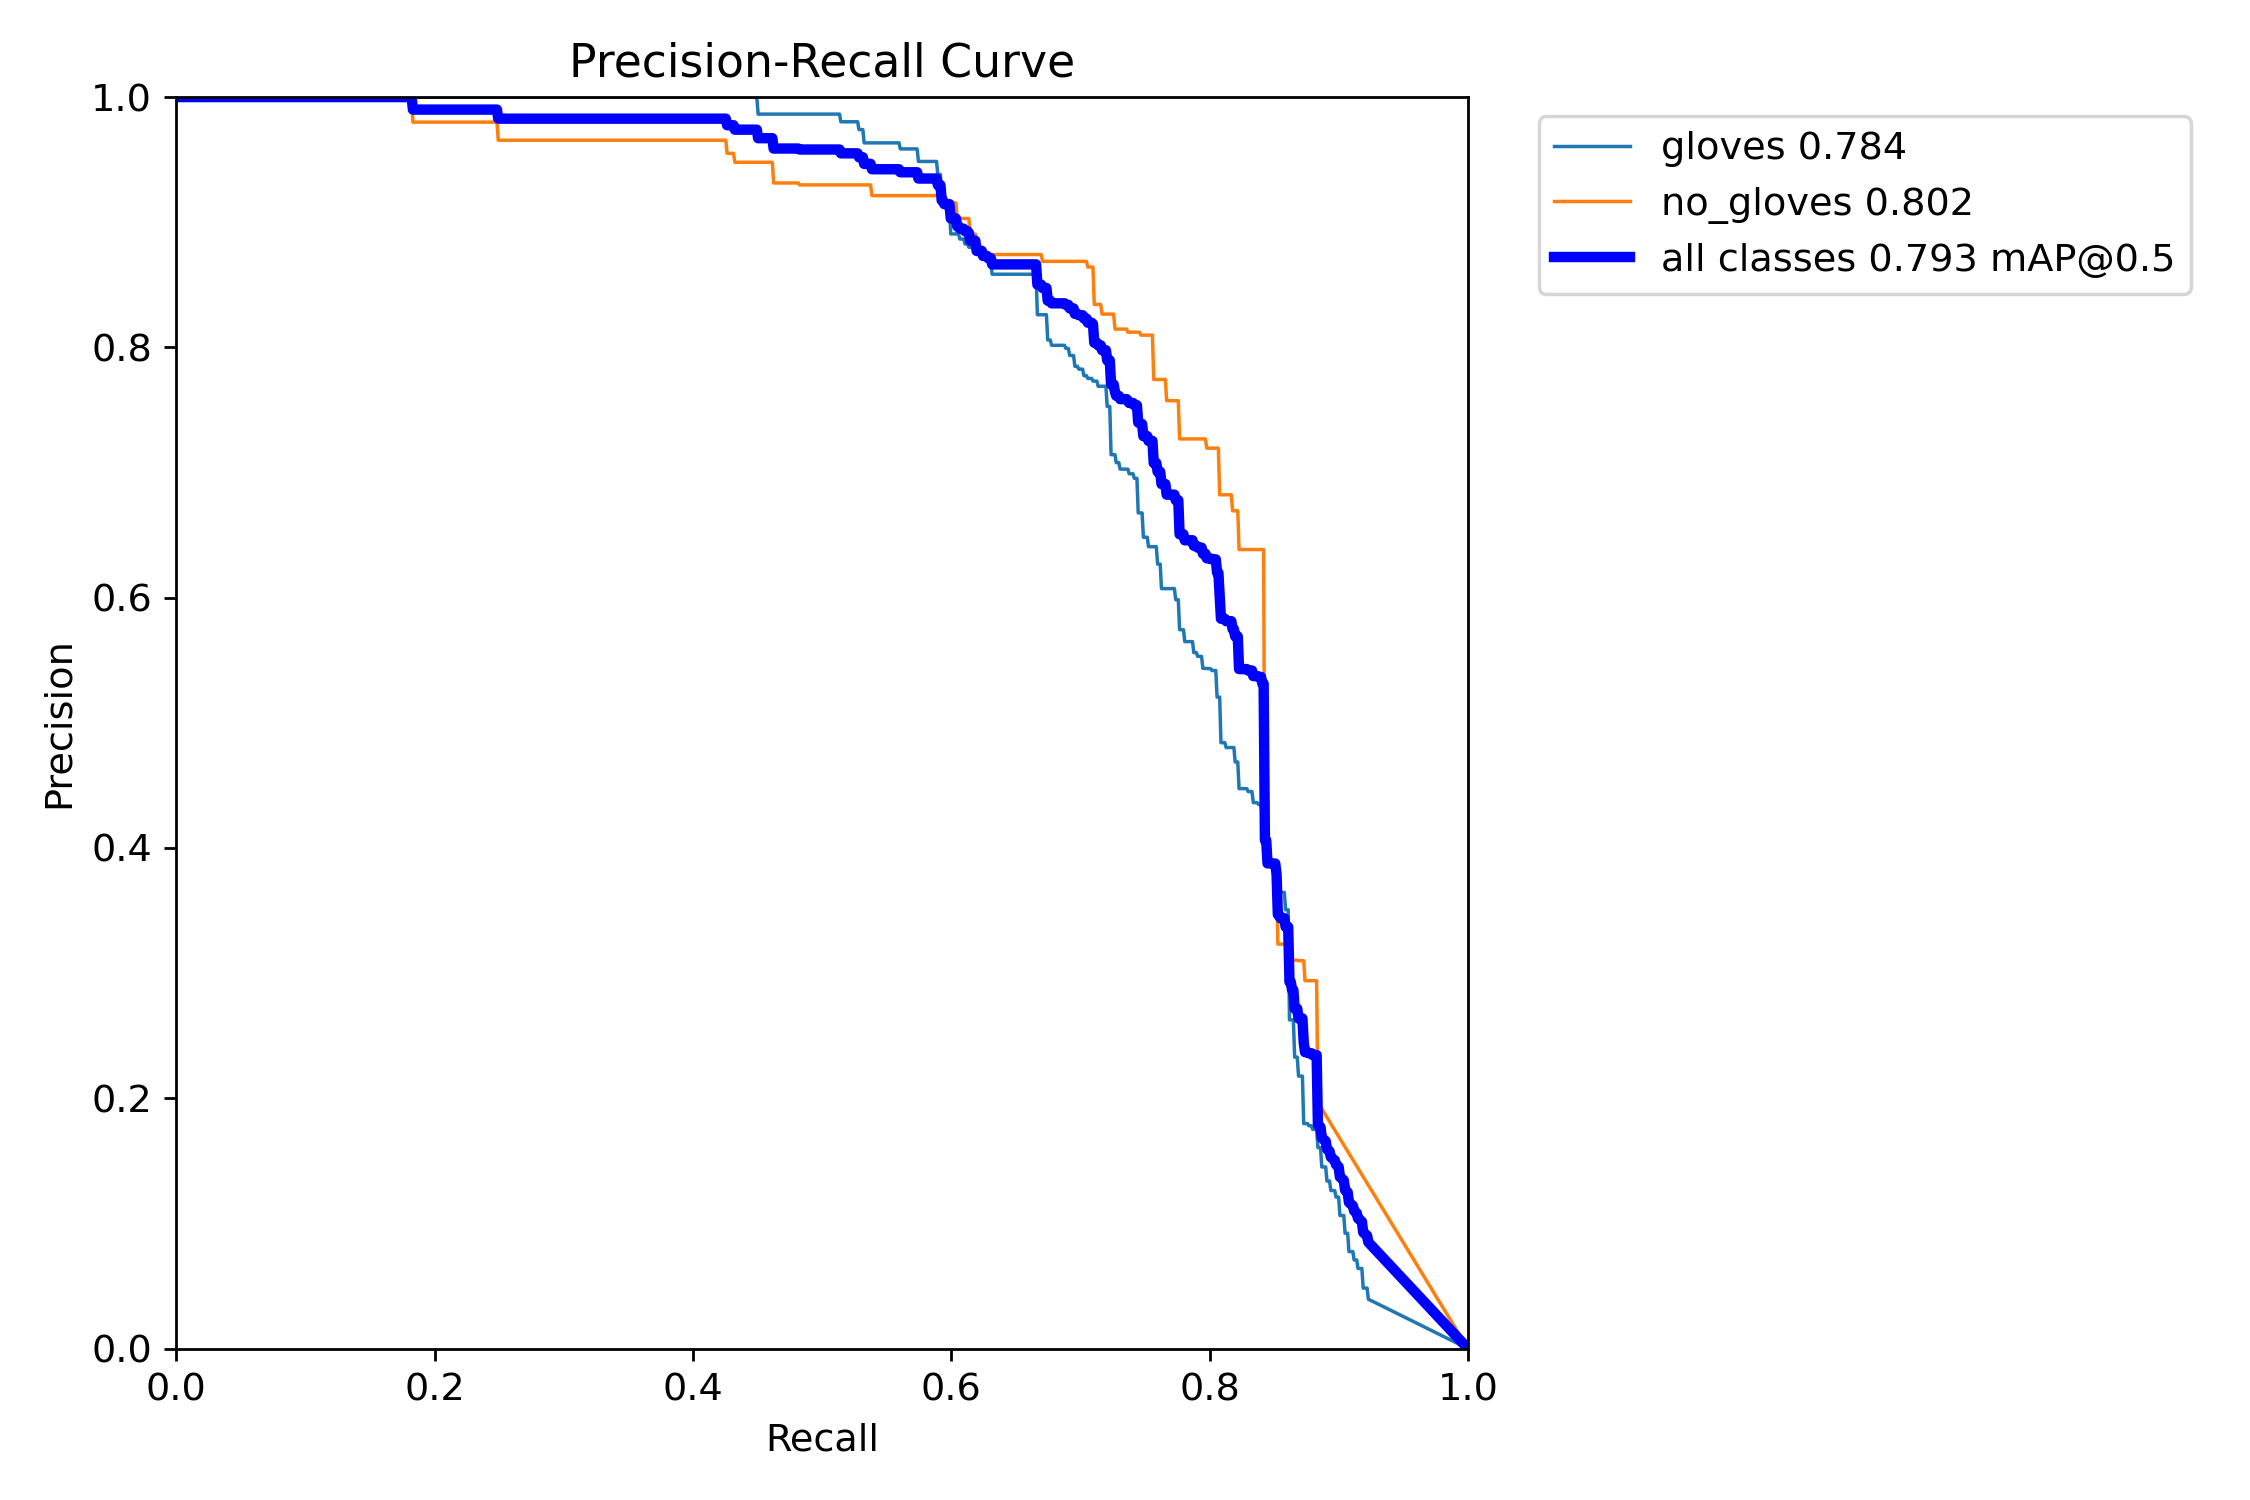 Precision-Recall Curve
1.0
0.8
0.6
0.4
0.2
0.0
Precision
0.0 0.2 0.4 0.6 0.8 1.0
Recall
gloves 0.784
no_gloves 0.802
all classes 0.793 mAP@0.5